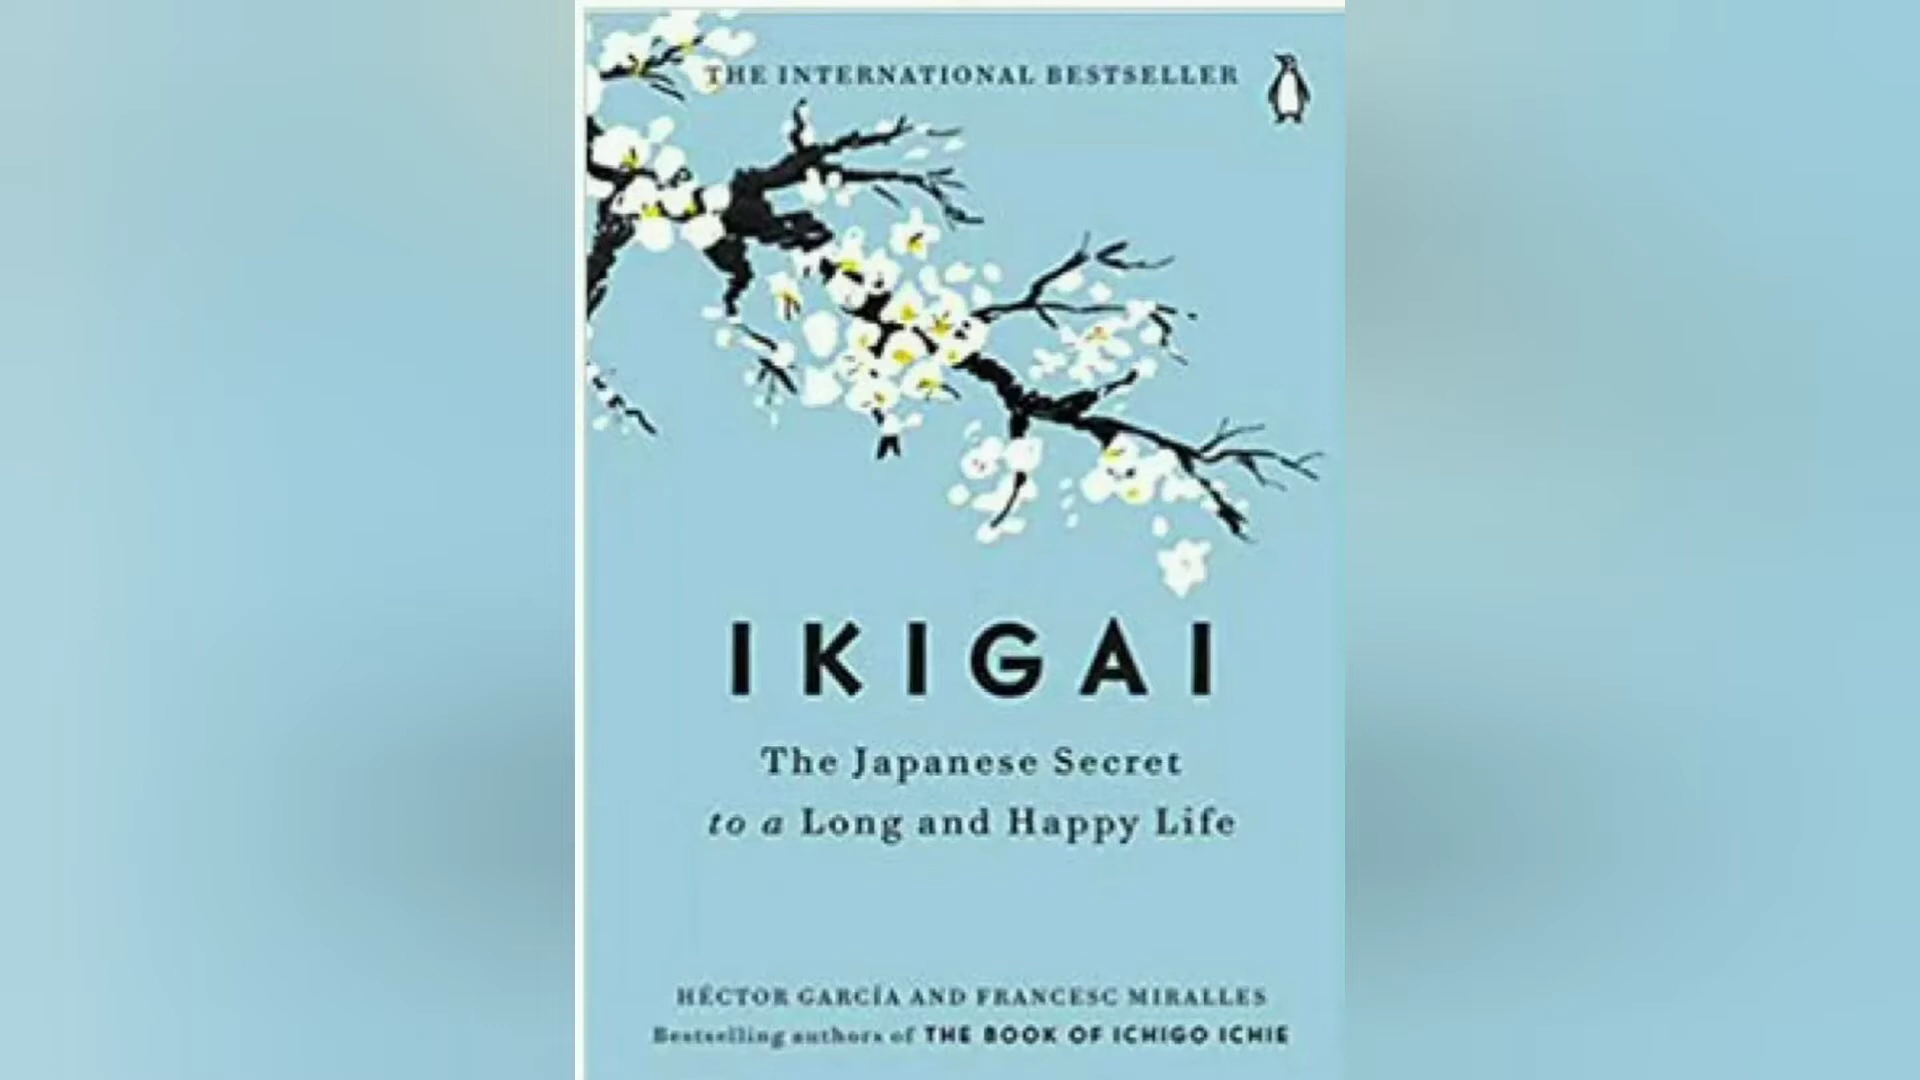 THE INTERNATIONAL BESTSELLER
IKIGAI
The Japanese Secret
to a Long and Happy Life
HÉCTOR GARCÍA AND FRANCESC MIRALLES
Bestselling authors of THE BOOK OF ICHIGO ICHIE